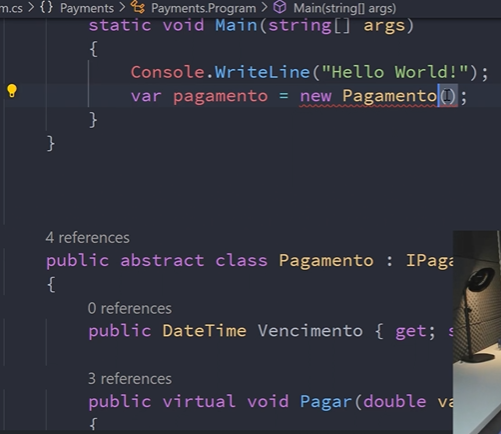 m.cs > {} Payments > Payments.Program > Main(string[] args)
static void Main(string[] args)
{
Console.WriteLine("Hello World!");
var pagamento = new Pagamento();
}
}
4 references
public abstract class Pagamento : IPaga
{
0 references
public DateTime Vencimento { get; s
3 references
public virtual void Pagar(double va
{